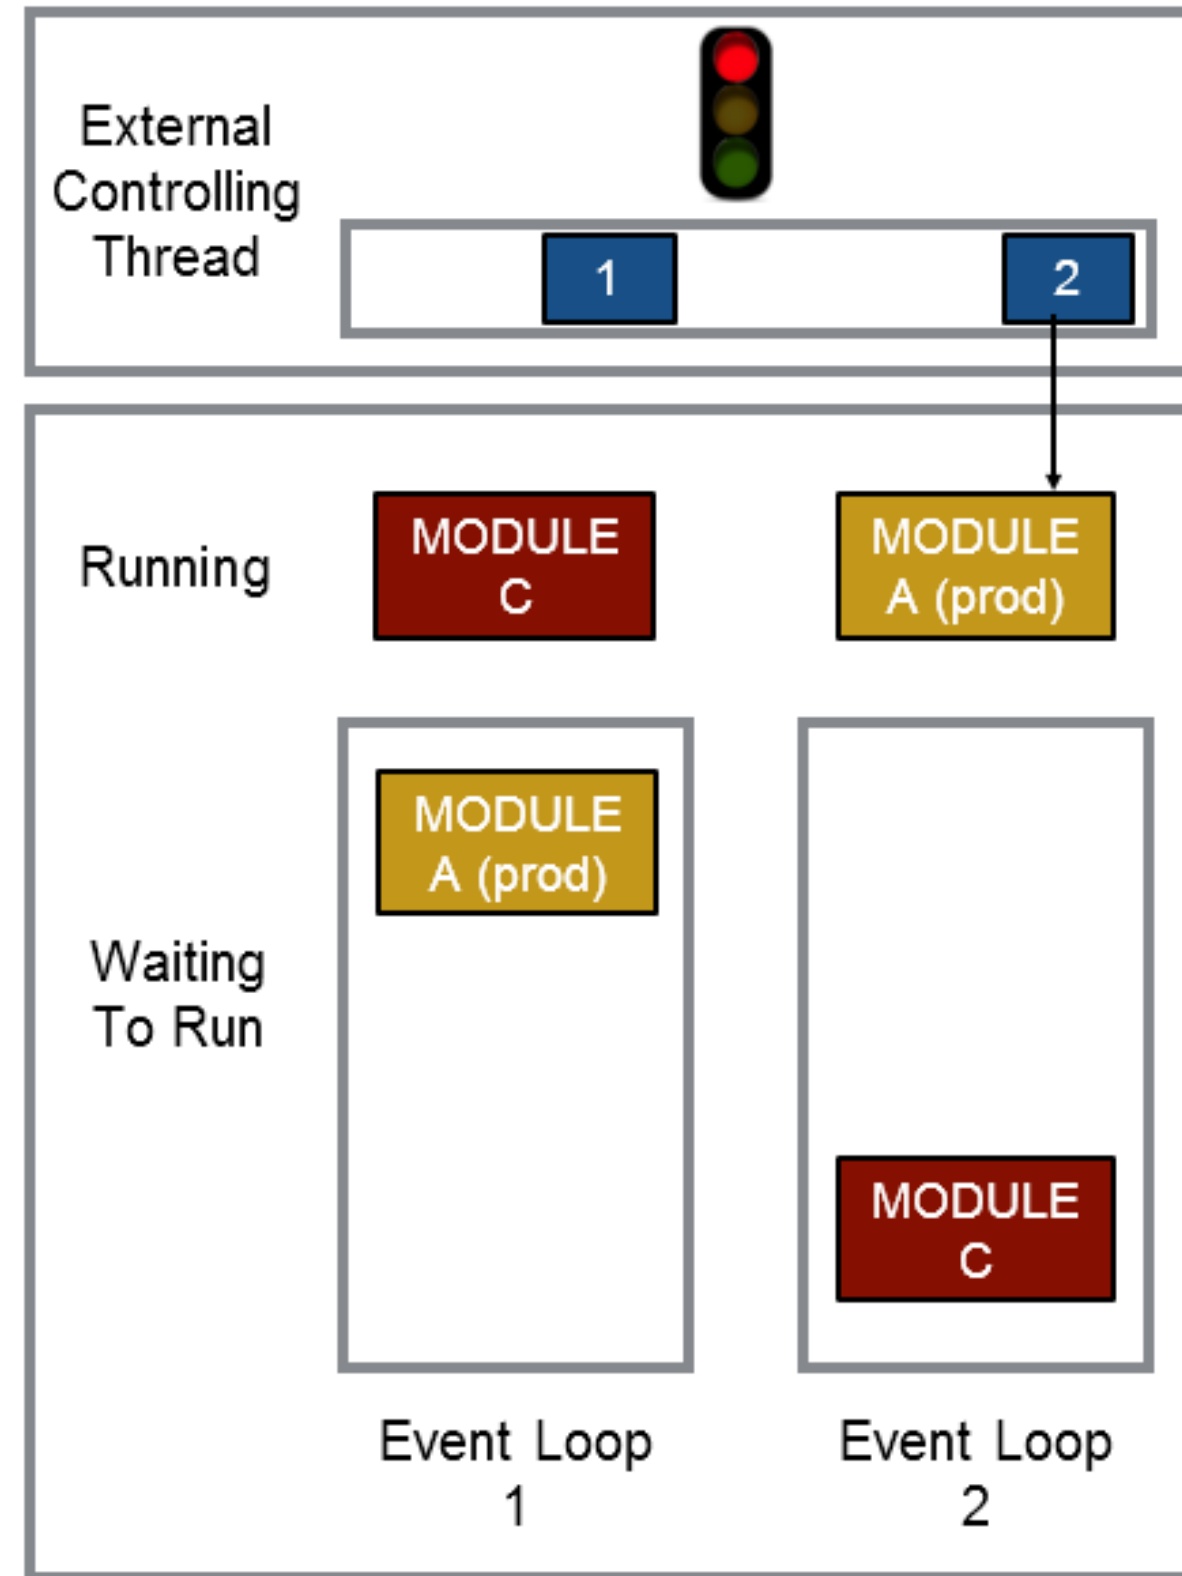 External
Controlling
Thread
1
2
Running
MODULE
C
MODULE
A (prod)
Waiting
To Run
MODULE
A (prod)
MODULE
C
Event Loop
1
Event Loop
2